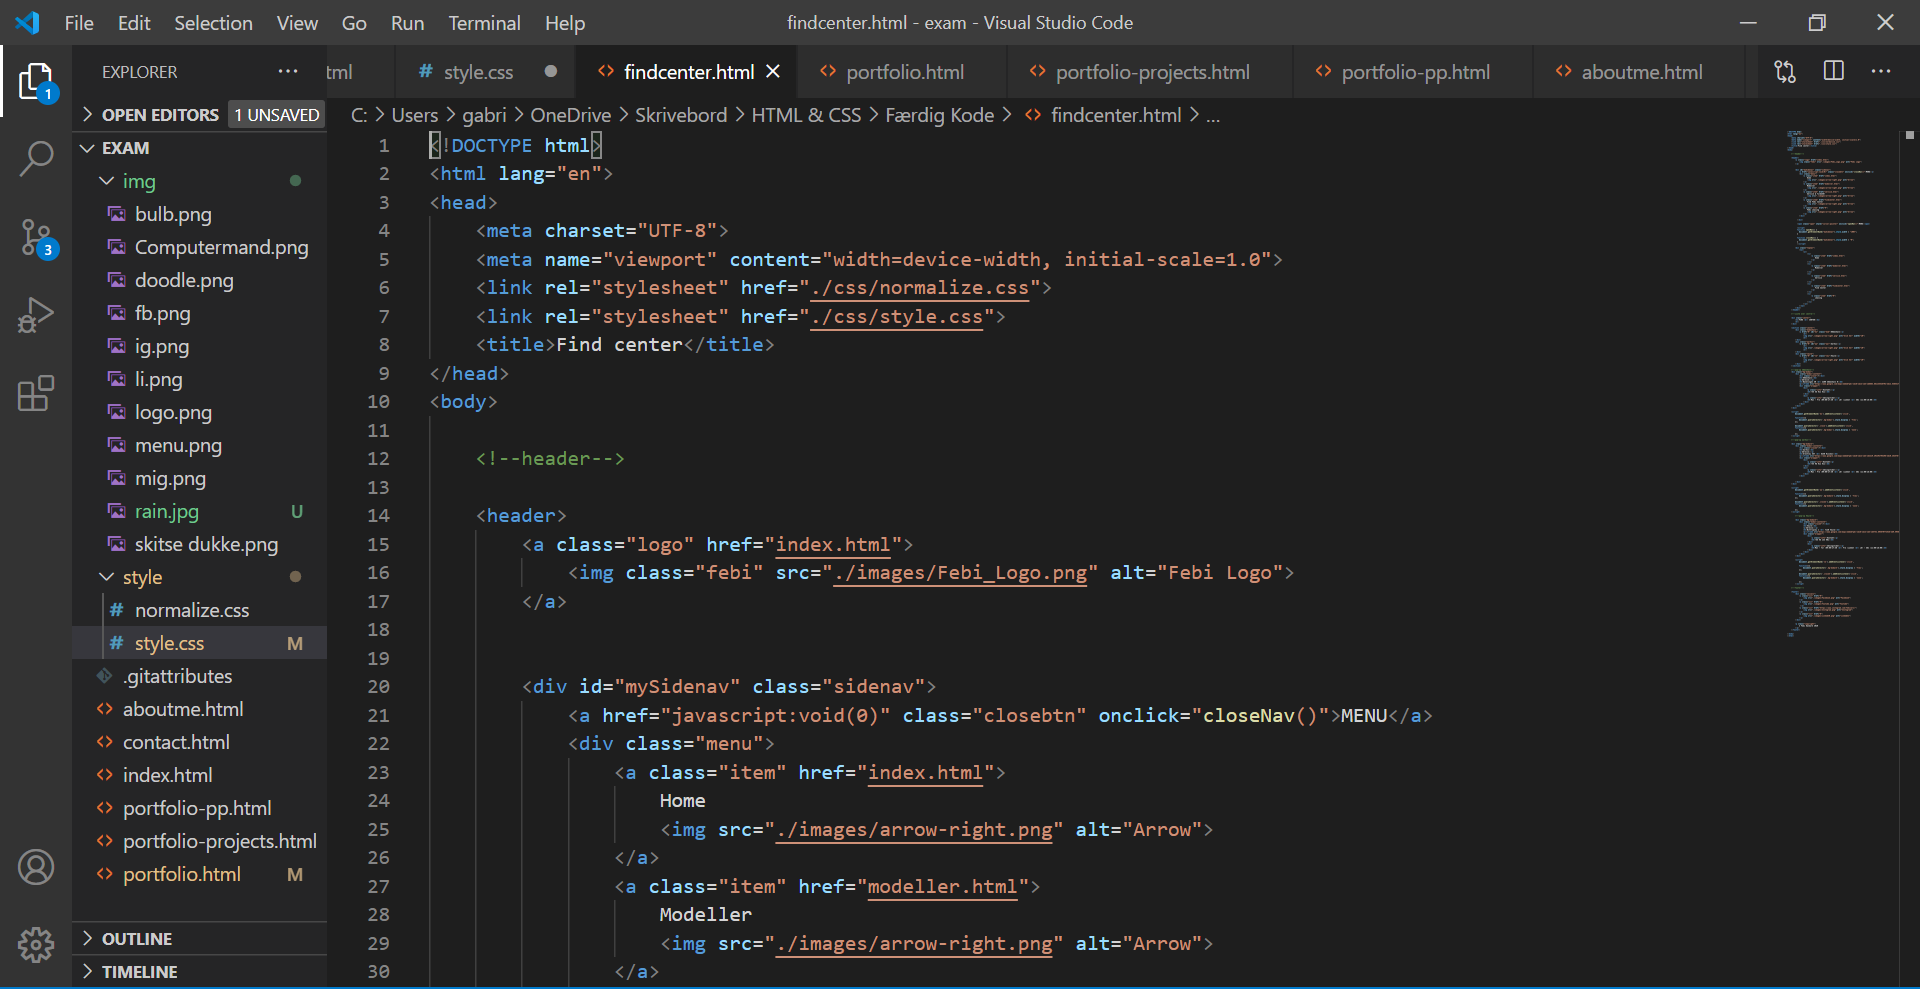 File Edit Selection View Go Run Terminal Help findcenter.html - exam - Visual Studio Code
EXPLORER ··· tml # style.css findcenter.html portfolio.html portfolio-projects.html portfolio-pp.html aboutme.html ···
1
OPEN EDITORS 1 UNSAVED
C: > Users > gabri > OneDrive > Skrivebord > HTML & CSS > Færdig Kode > findcenter.html > ...
EXAM
img
bulb.png
Computermand.png
doodle.png
fb.png
ig.png
li.png
logo.png
menu.png
mig.png
rain.jpg U
skitse dukke.png
style
# normalize.css
# style.css M
.gitattributes
aboutme.html
contact.html
index.html
portfolio-pp.html
portfolio-projects.html
portfolio.html M
OUTLINE
TIMELINE
3
1 <!DOCTYPE html>
2 <html lang="en">
3 <head>
4 <meta charset="UTF-8">
5 <meta name="viewport" content="width=device-width, initial-scale=1.0">
6 <link rel="stylesheet" href="./css/normalize.css">
7 <link rel="stylesheet" href="./css/style.css">
8 <title>Find center</title>
9 </head>
10 <body>
11
12 <!--header-->
13
14 <header>
15 <a class="logo" href="index.html">
16 <img class="febi" src="./images/Febi_Logo.png" alt="Febi Logo">
17 </a>
18
19
20 <div id="mySidenav" class="sidenav">
21 <a href="javascript:void(0)" class="closebtn" onclick="closeNav()">MENU</a>
22 <div class="menu">
23 <a class="item" href="index.html">
24 Home
25 <img src="./images/arrow-right.png" alt="Arrow">
26 </a>
27 <a class="item" href="modeller.html">
28 Modeller
29 <img src="./images/arrow-right.png" alt="Arrow">
30 </a>